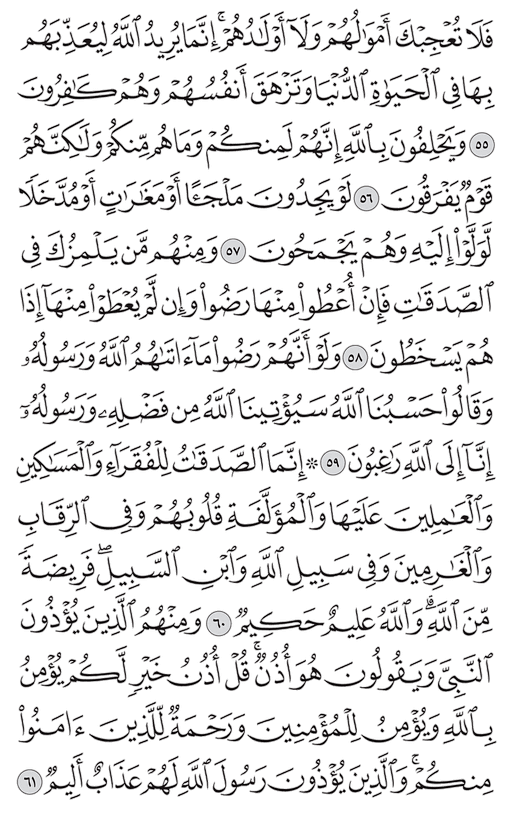 فَلَا تُعْجِبْكَ أَمْوَٰلُهُمْ وَلَآ أَوْلَـٰدُهُمْ ۚ إِنَّمَا يُرِيدُ ٱللَّهُ لِيُعَذِّبَهُم
بِهَا فِى ٱلْحَيَوٰةِ ٱلدُّنْيَا وَتَزْهَقَ أَنفُسُهُمْ وَهُمْ كَـٰفِرُونَ
٥٥ وَيَحْلِفُونَ بِٱللَّهِ إِنَّهُمْ لَمِنكُمْ وَمَا هُم مِّنكُمْ وَلَـٰكِنَّهُمْ
قَوْمٌ يَفْرَقُونَ ٥٦ لَوْ يَجِدُونَ مَلْجَـًٔا أَوْ مَغَـٰرَٰتٍ أَوْ مُدَّخَلًا
لَّوَلَّوْا۟ إِلَيْهِ وَهُمْ يَجْمَحُونَ ٥٧ وَمِنْهُم مَّن يَلْمِزُكَ فِى
ٱلصَّدَقَـٰتِ فَإِنْ أُعْطُوا۟ مِنْهَا رَضُوا۟ وَإِن لَّمْ يُعْطَوْا۟ مِنْهَآ إِذَا
هُمْ يَسْخَطُونَ ٥٨ وَلَوْ أَنَّهُمْ رَضُوا۟ مَآ ءَاتَىٰهُمُ ٱللَّهُ وَرَسُولُهُۥ
وَقَالُوا۟ حَسْبُنَا ٱللَّهُ سَيُؤْتِينَا ٱللَّهُ مِن فَضْلِهِۦ وَرَسُولُهُۥٓ
إِنَّآ إِلَى ٱللَّهِ رَٰغِبُونَ ٥٩ ۞ إِنَّمَا ٱلصَّدَقَـٰتُ لِلْفُقَرَآءِ وَٱلْمَسَـٰكِينِ
وَٱلْعَـٰمِلِينَ عَلَيْهَا وَٱلْمُؤَلَّفَةِ قُلُوبُهُمْ وَفِى ٱلرِّقَابِ
وَٱلْغَـٰرِمِينَ وَفِى سَبِيلِ ٱللَّهِ وَٱبْنِ ٱلسَّبِيلِ ۖ فَرِيضَةً
مِّنَ ٱللَّهِ ۗ وَٱللَّهُ عَلِيمٌ حَكِيمٌ ٦٠ وَمِنْهُمُ ٱلَّذِينَ يُؤْذُونَ
ٱلنَّبِىَّ وَيَقُولُونَ هُوَ أُذُنٌ ۚ قُلْ أُذُنُ خَيْرٍ لَّكُمْ يُؤْمِنُ
بِٱللَّهِ وَيُؤْمِنُ لِلْمُؤْمِنِينَ وَرَحْمَةٌ لِّلَّذِينَ ءَامَنُوا۟
مِنكُمْ ۚ وَٱلَّذِينَ يُؤْذُونَ رَسُولَ ٱللَّهِ لَهُمْ عَذَابٌ أَلِيمٌ ٦١